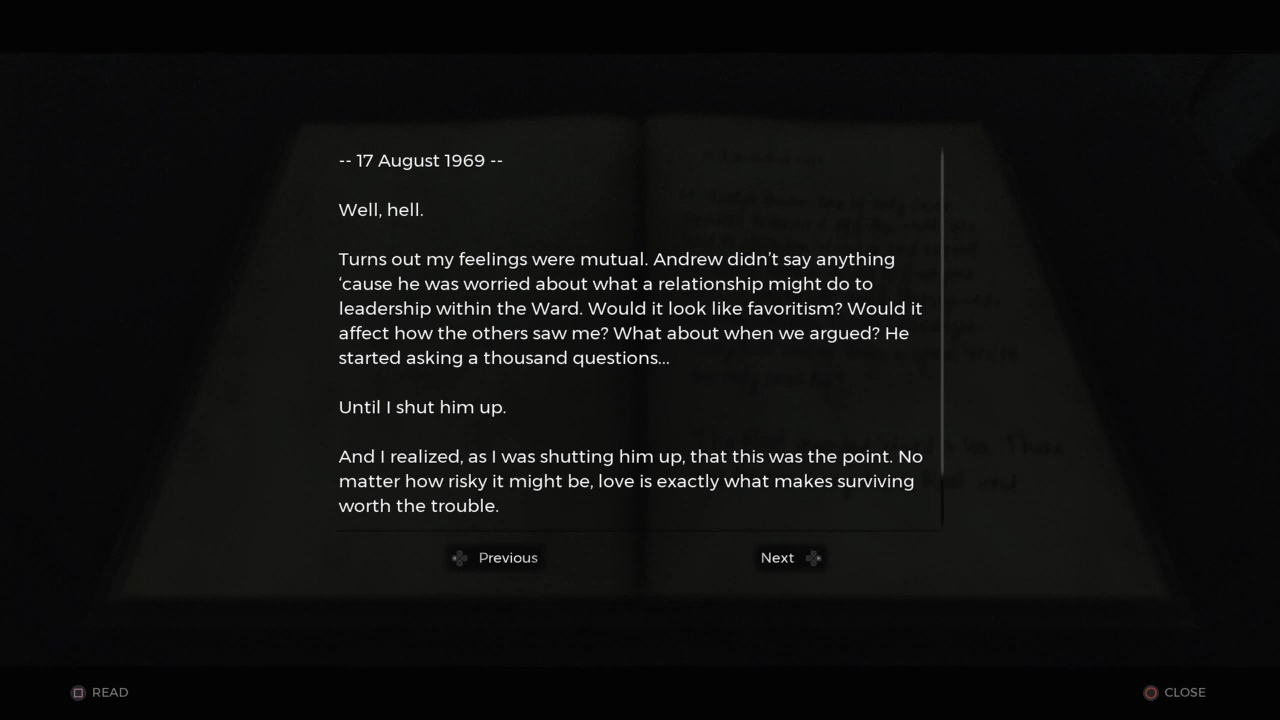 -- 17 August 1969 --
Well, hell.
Turns out my feelings were mutual. Andrew didn't say anything
‘cause he was worried about what a relationship might do to
leadership within the Ward. Would it look like favoritism? Would it
affect how the others saw me? What about when we argued? He
started asking a thousand questions...
Until I shut him up.
And I realized, as I was shutting him up, that this was the point. No
matter how risky it might be, love is exactly what makes surviving
worth the trouble.
Previous
Next
READ
CLOSE